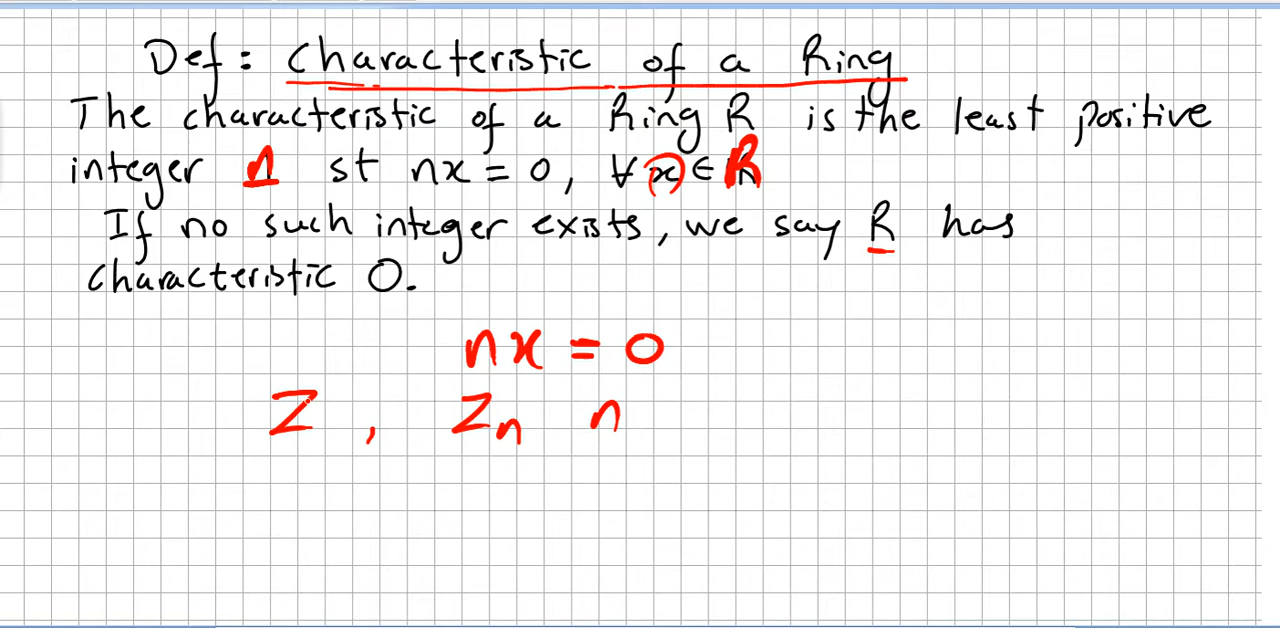 Def: Characteristic of a Ring
The characteristic of a Ring R is the least positive
integer n st nx = 0, ∀x∈R
If no such integer exists, we say R has
characteristic 0.
nx = 0
Z, Zn n